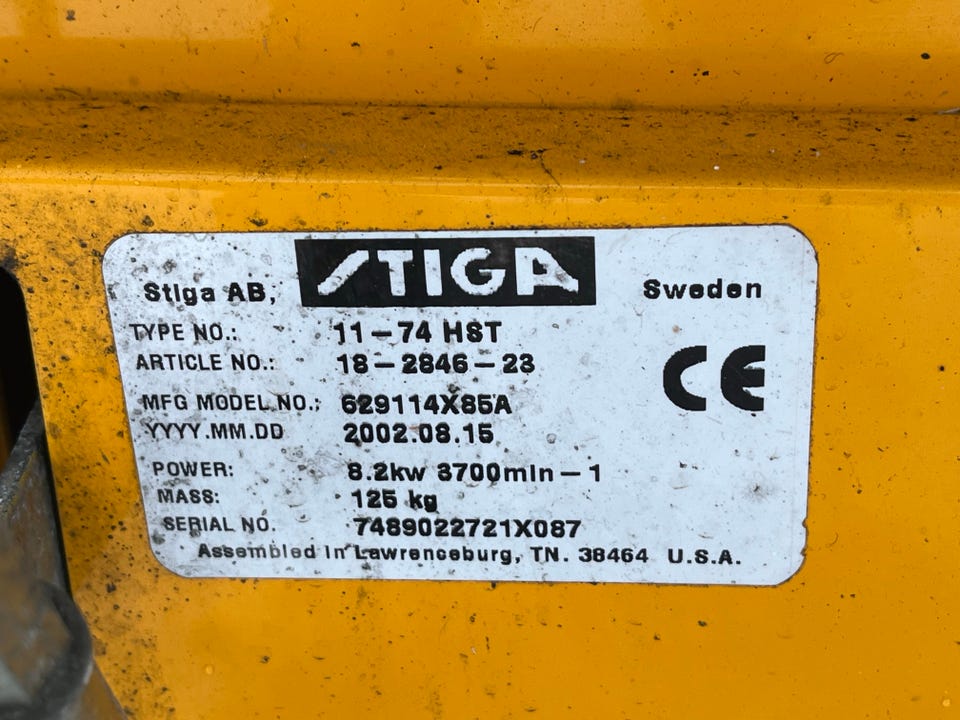 Stiga AB, STIGA Sweden
TYPE NO.: 11-74 HST
ARTICLE NO.: 18-2846-23
CE
MFG MODEL NO.: 629114X85A
YYYY.MM.DD 2002.08.15
POWER: 8.2kw 3700min-1
MASS: 125 kg
SERIAL NO. 7489022721X087
Assembled in Lawrenceburg, TN. 38464 U.S.A.